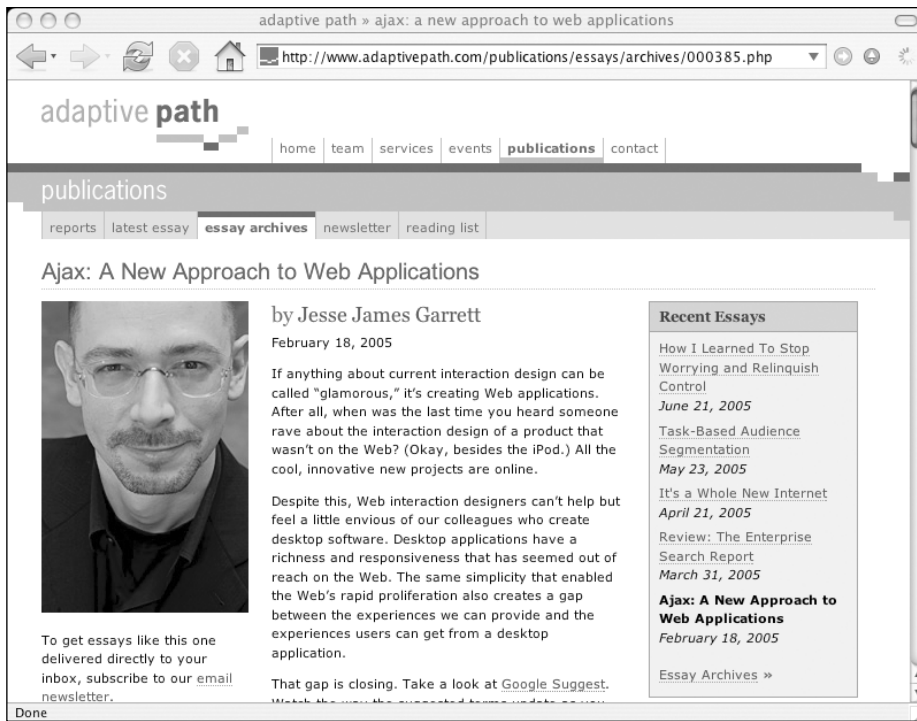 adaptive path » ajax: a new approach to web applications
http://www.adaptivepath.com/publications/essays/archives/000385.php
adaptive path
home team services events publications contact
publications
reports latest essay essay archives newsletter reading list
Ajax: A New Approach to Web Applications
by Jesse James Garrett
February 18, 2005
If anything about current interaction design can be
called “glamorous,” it’s creating Web applications.
After all, when was the last time you heard someone
rave about the interaction design of a product that
wasn’t on the Web? (Okay, besides the iPod.) All the
cool, innovative new projects are online.
Despite this, Web interaction designers can’t help but
feel a little envious of our colleagues who create
desktop software. Desktop applications have a
richness and responsiveness that has seemed out of
reach on the Web. The same simplicity that enabled
the Web’s rapid proliferation also creates a gap
between the experiences we can provide and the
experiences users can get from a desktop
application.
That gap is closing. Take a look at Google Suggest.
Watch the way the suggested terms update as you
To get essays like this one
delivered directly to your
inbox, subscribe to our email
newsletter.
Recent Essays
How I Learned To Stop
Worrying and Relinquish
Control
June 21, 2005
Task-Based Audience
Segmentation
May 23, 2005
It's a Whole New Internet
April 21, 2005
Review: The Enterprise
Search Report
March 31, 2005
Ajax: A New Approach to
Web Applications
February 18, 2005
Essay Archives »
Done